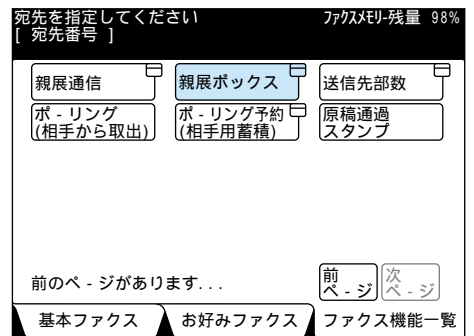 宛先を指定してください ファクスメモリー残量 98%
[ 宛先番号 ]
親展通信 親展ボックス 送信先部数
ポ-リング ポ-リング予約 原稿通過
(相手から取出) (相手用蓄積) スタンプ
前のペ-ジがあります... 前 次
ペ-ジ ペ-ジ
基本ファクス お好みファクス ファクス機能一覧